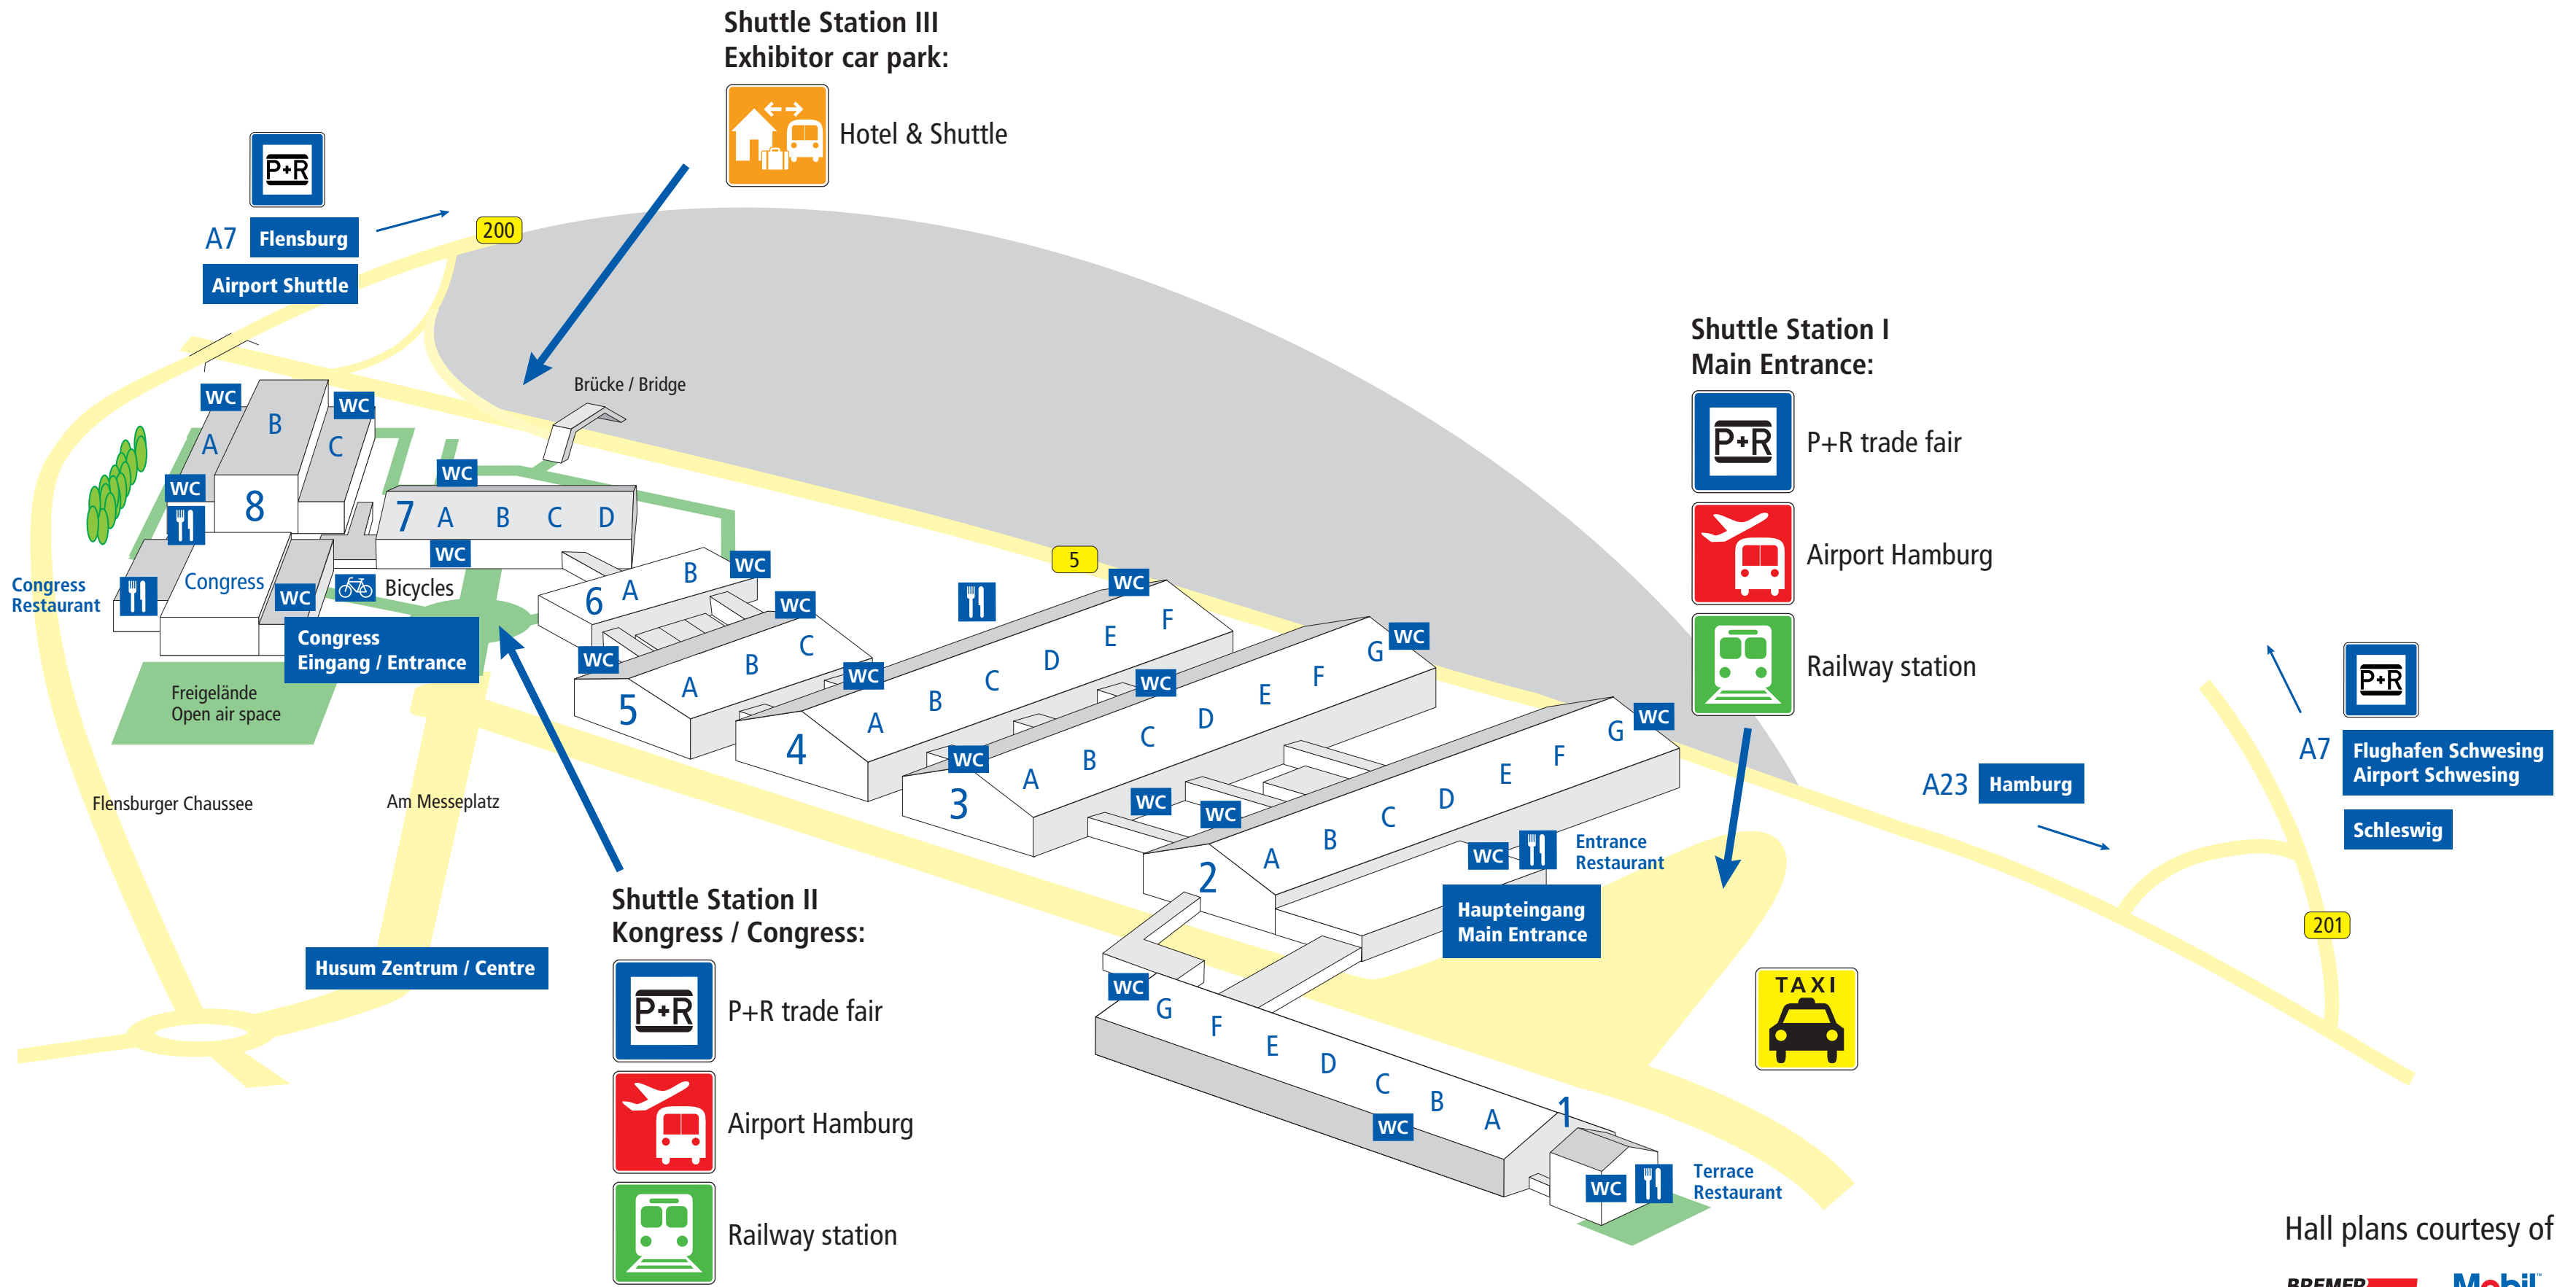 Shuttle Station III
Exhibitor car park:
Hotel & Shuttle
P+R
A7 Flensburg
Airport Shuttle
200
Brücke / Bridge
Shuttle Station I
Main Entrance:
P+R
P+R trade fair
Airport Hamburg
Railway station
WC
WC
A
B
C
WC
8
WC
7 A B C D
WC
Congress
WC
Bicycles
Congress
Restaurant
Congress
Eingang / Entrance
Freigelände
Open air space
Flensburger Chaussee
Am Messeplatz
Husum Zentrum / Centre
6 A B
WC
WC
WC
5 A B C
5
WC
WC
4 A B C D E F
WC
WC
WC
3 A B C D E F G
WC
WC
WC
2 A B C D E F G
WC
Entrance
Restaurant
Haupteingang
Main Entrance
WC
G F E D C B A 1
WC
WC
Terrace
Restaurant
TAXI
Shuttle Station II
Kongress / Congress:
P+R
P+R trade fair
Airport Hamburg
Railway station
A23 Hamburg
P+R
A7 Flughafen Schwesing
Airport Schwesing
Schleswig
201
Hall plans courtesy of
BREMER
Mobil